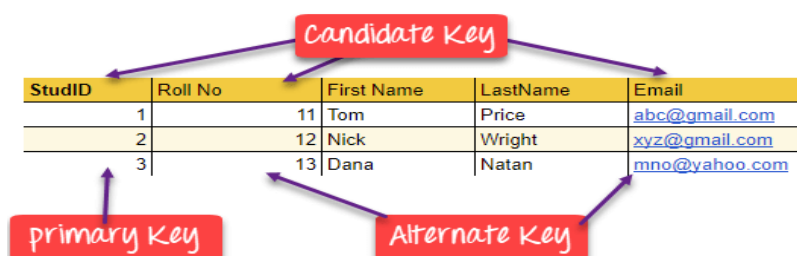 Candidate Key
StudID Roll No First Name LastName Email
1 11 Tom Price abc@gmail.com
2 12 Nick Wright xyz@gmail.com
3 13 Dana Natan mno@yahoo.com
primary Key Alternate Key